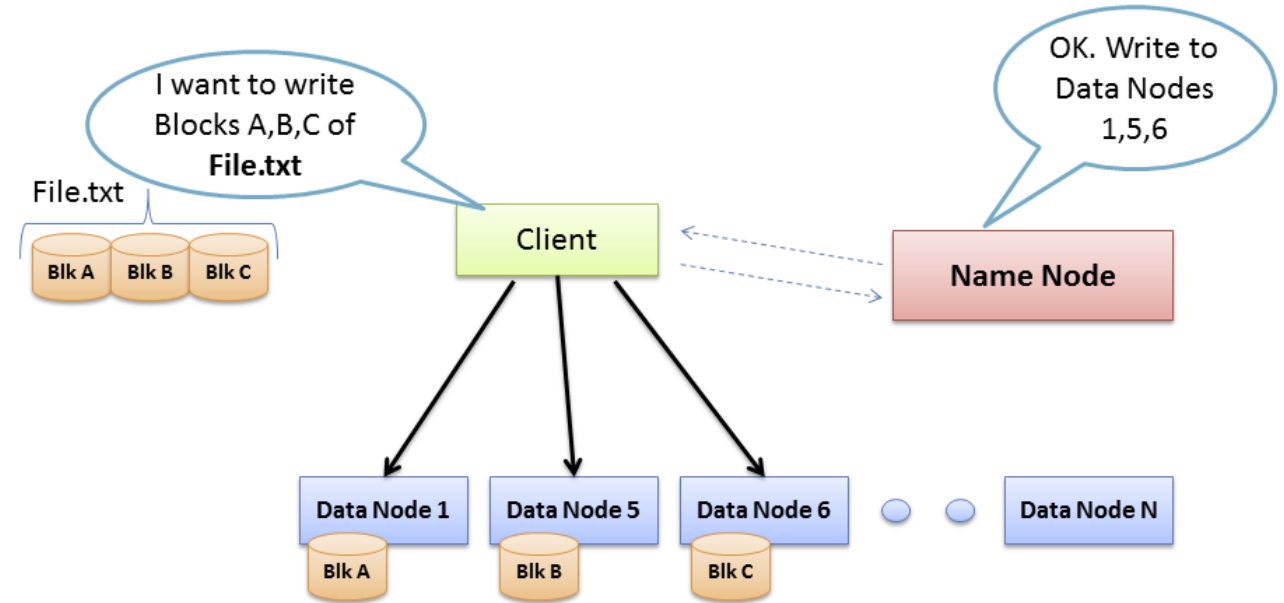 I want to write
Blocks A,B,C of
File.txt
OK. Write to
Data Nodes
1,5,6
File.txt
Blk A
Blk B
Blk C
Client
Name Node
Data Node 1
Data Node 5
Data Node 6
Data Node N
Blk A
Blk B
Blk C